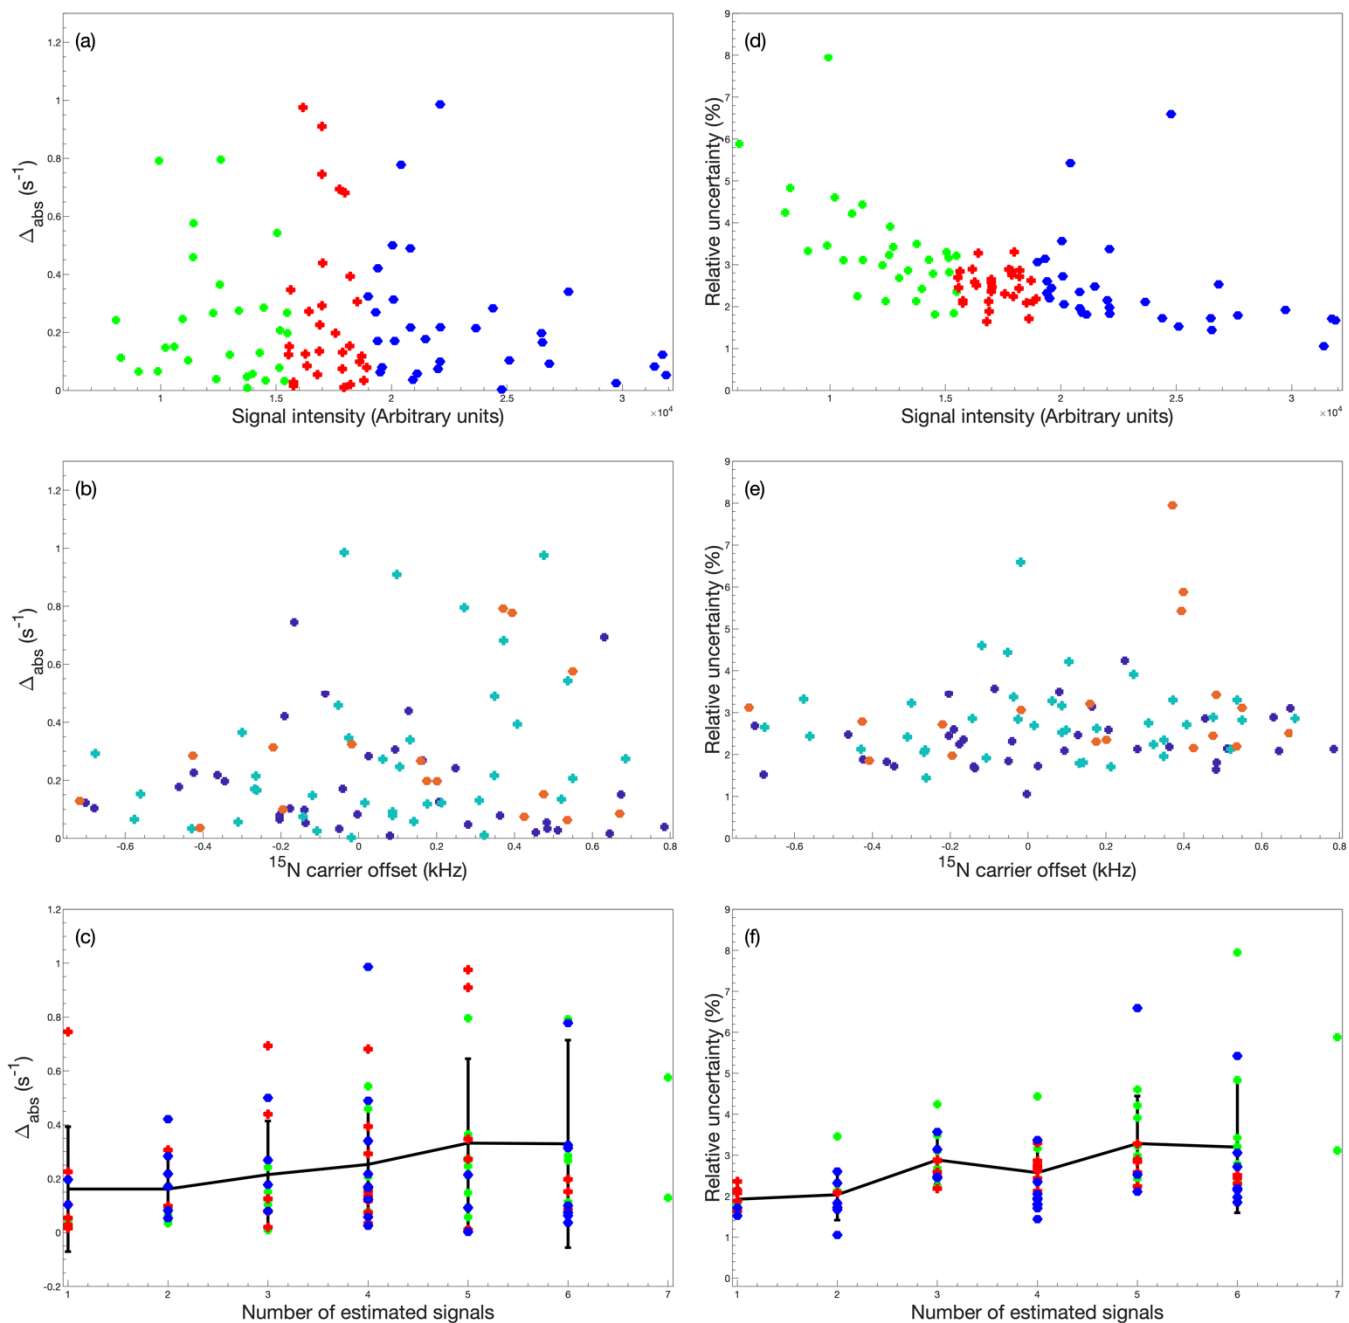 (a)
Δabs (s⁻¹)
1.2
1
0.8
0.6
0.4
0.2
0
1 1.5 2 2.5 3
×10⁴
Signal intensity (Arbitrary units)
(d)
Relative uncertainty (%)
9
8
7
6
5
4
3
2
1
0
1 1.5 2 2.5 3
×10⁴
Signal intensity (Arbitrary units)
(b)
Δabs (s⁻¹)
1.2
1
0.8
0.6
0.4
0.2
0
-0.6 -0.4 -0.2 0 0.2 0.4 0.6 0.8
¹⁵N carrier offset (kHz)
(e)
Relative uncertainty (%)
9
8
7
6
5
4
3
2
1
0
-0.6 -0.4 -0.2 0 0.2 0.4 0.6 0.8
¹⁵N carrier offset (kHz)
(c)
Δabs (s⁻¹)
1.2
1
0.8
0.6
0.4
0.2
0
-0.2
1 2 3 4 5 6 7
Number of estimated signals
(f)
Relative uncertainty (%)
9
8
7
6
5
4
3
2
1
0
1 2 3 4 5 6 7
Number of estimated signals